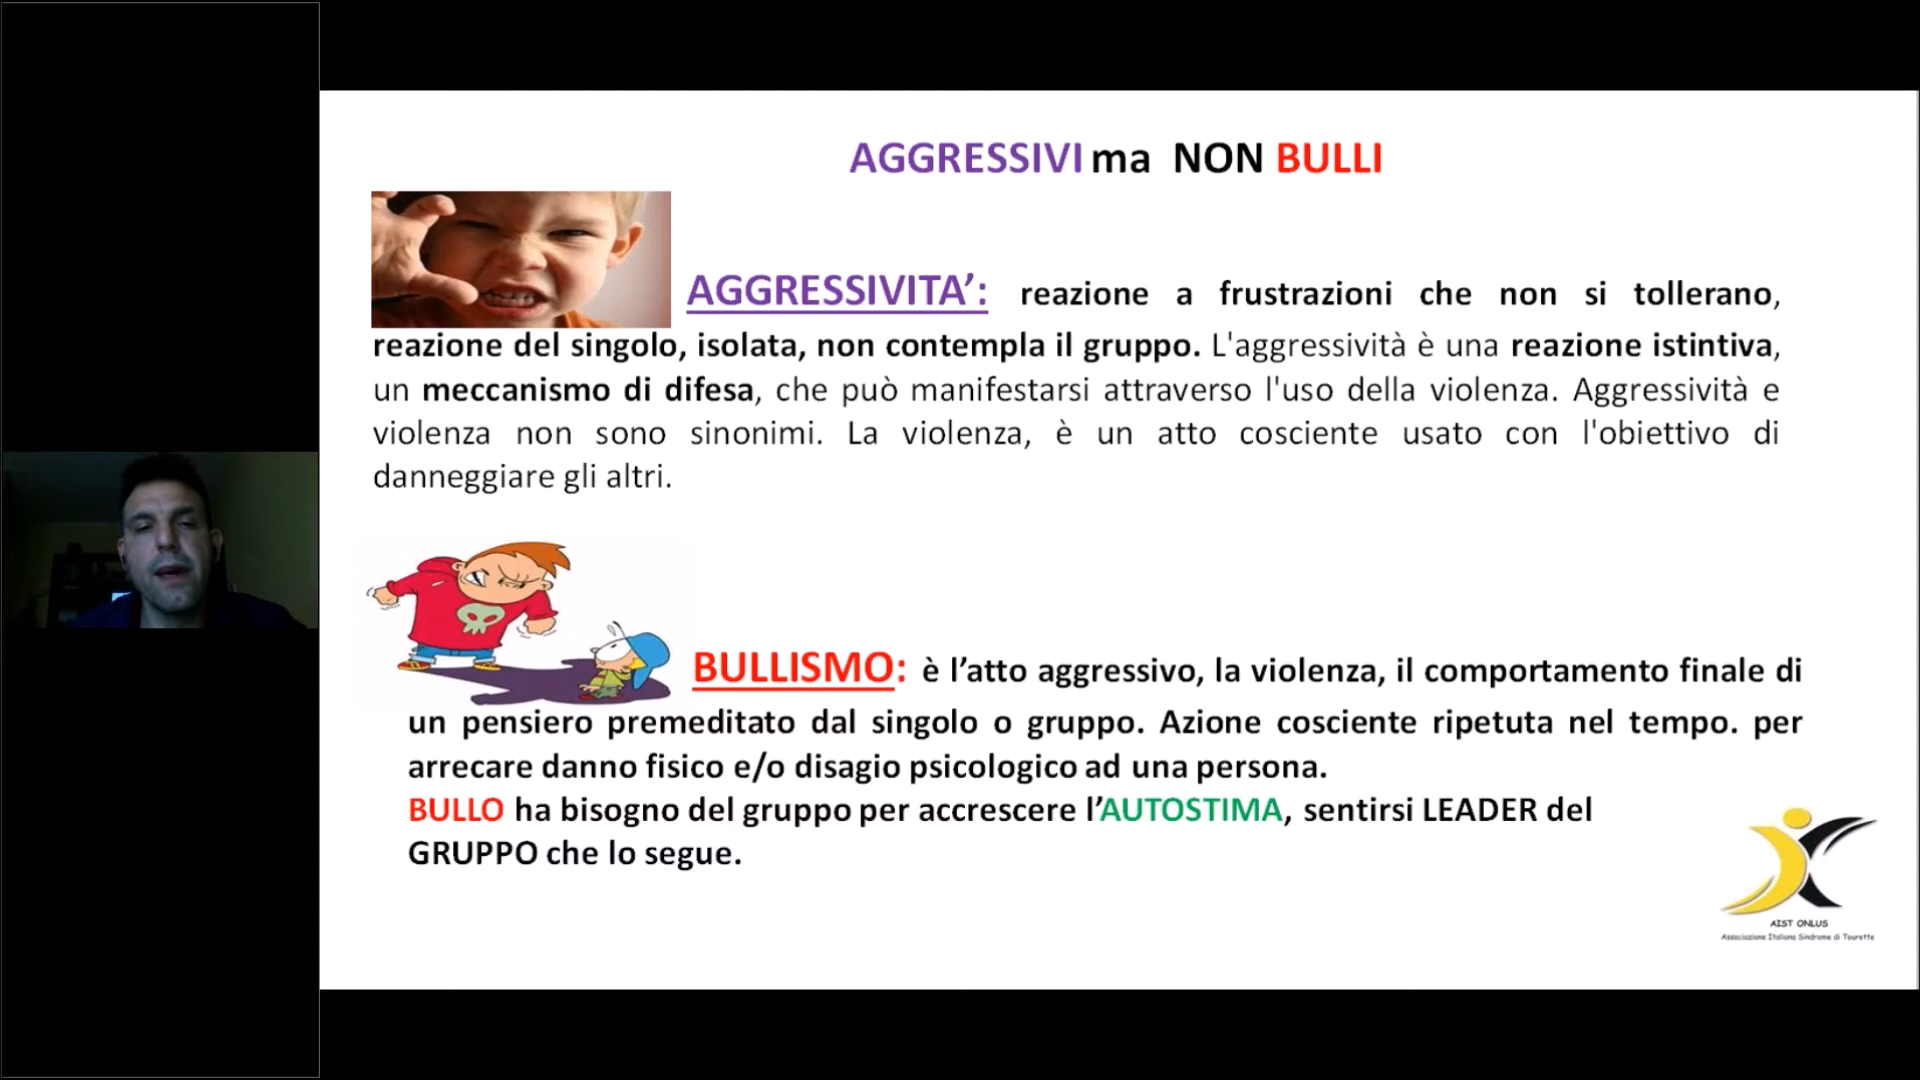 AGGRESSIVI ma NON BULLI
AGGRESSIVITA’: reazione a frustrazioni che non si tollerano,
reazione del singolo, isolata, non contempla il gruppo. L'aggressività è una reazione istintiva,
un meccanismo di difesa, che può manifestarsi attraverso l'uso della violenza. Aggressività e
violenza non sono sinonimi. La violenza, è un atto cosciente usato con l'obiettivo di
danneggiare gli altri.
BULLISMO: è l’atto aggressivo, la violenza, il comportamento finale di
un pensiero premeditato dal singolo o gruppo. Azione cosciente ripetuta nel tempo. per
arrecare danno fisico e/o disagio psicologico ad una persona.
BULLO ha bisogno del gruppo per accrescere l’AUTOSTIMA, sentirsi LEADER del
GRUPPO che lo segue.
AIST ONLUS
Associazione Italiana Sindrome di Tourette